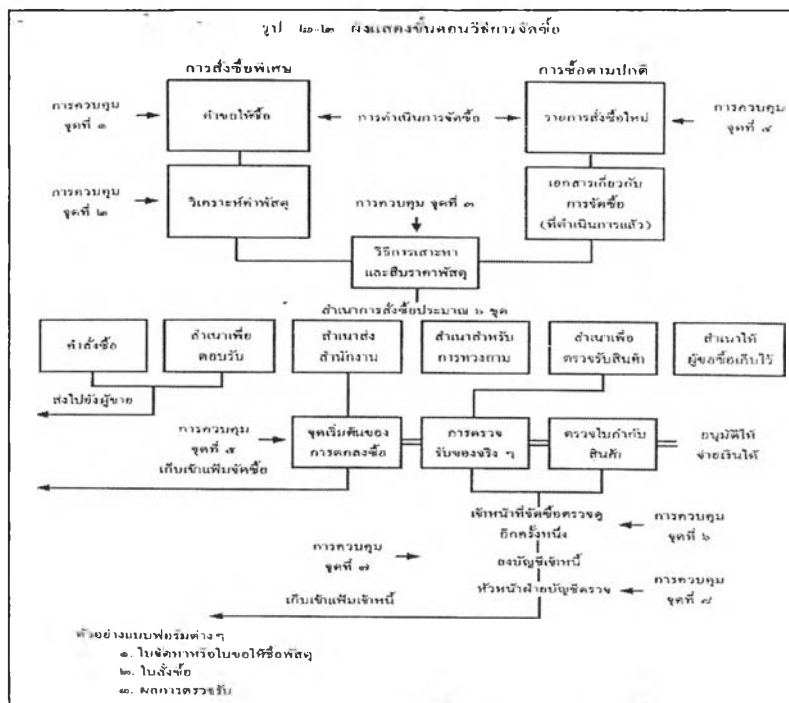 รูป ๒-๒ ผังแสดงขั้นตอนวิธีการจัดซื้อ
การสั่งซื้อพิเศษ
การซื้อตามปกติ
การควบคุม
จุดที่ ๑
คำขอให้ซื้อ
การดำเนินการจัดซื้อ
รายการสั่งซื้อใหม่
การควบคุม
จุดที่ ๔
การควบคุม
จุดที่ ๒
วิเคราะห์ค่าพัสดุ
การควบคุม จุดที่ ๓
เอกสารเกี่ยวกับ
การจัดซื้อ
(ที่ดำเนินการแล้ว)
วิธีการเสาะหา
และสืบราคาพัสดุ
สำเนาการสั่งซื้อประมาณ ๖ ชุด
คำสั่งซื้อ
สำเนาเพื่อ
ตอบรับ
สำเนาส่ง
สำนักงาน
สำเนาสำหรับ
การทวงถาม
สำเนาเพื่อ
ตรวจรับสินค้า
สำเนาให้
ผู้ขอซื้อเก็บไว้
ส่งไปยังผู้ขาย
การควบคุม
จุดที่ ๕
เก็บเข้าแฟ้มจัดซื้อ
จุดเริ่มต้นของ
การตกลงซื้อ
การตรวจ
รับของจริง ๆ
ตรวจใบกำกับ
สินค้า
อนุมัติให้
จ่ายเงินได้
เจ้าหน้าที่จัดซื้อตรวจดู
อีกครั้งหนึ่ง
การควบคุม
จุดที่ ๖
การควบคุม
จุดที่ ๗
ลงบัญชีเจ้าหนี้
เก็บเข้าแฟ้มเจ้าหนี้
หัวหน้าฝ่ายบัญชีตรวจ
การควบคุม
จุดที่ ๘
ตัวอย่างแบบฟอร์มต่างๆ
๑. ใบจัดหาหรือใบขอให้ซื้อพัสดุ
๒. ใบสั่งซื้อ
๓. ผลการตรวจรับ